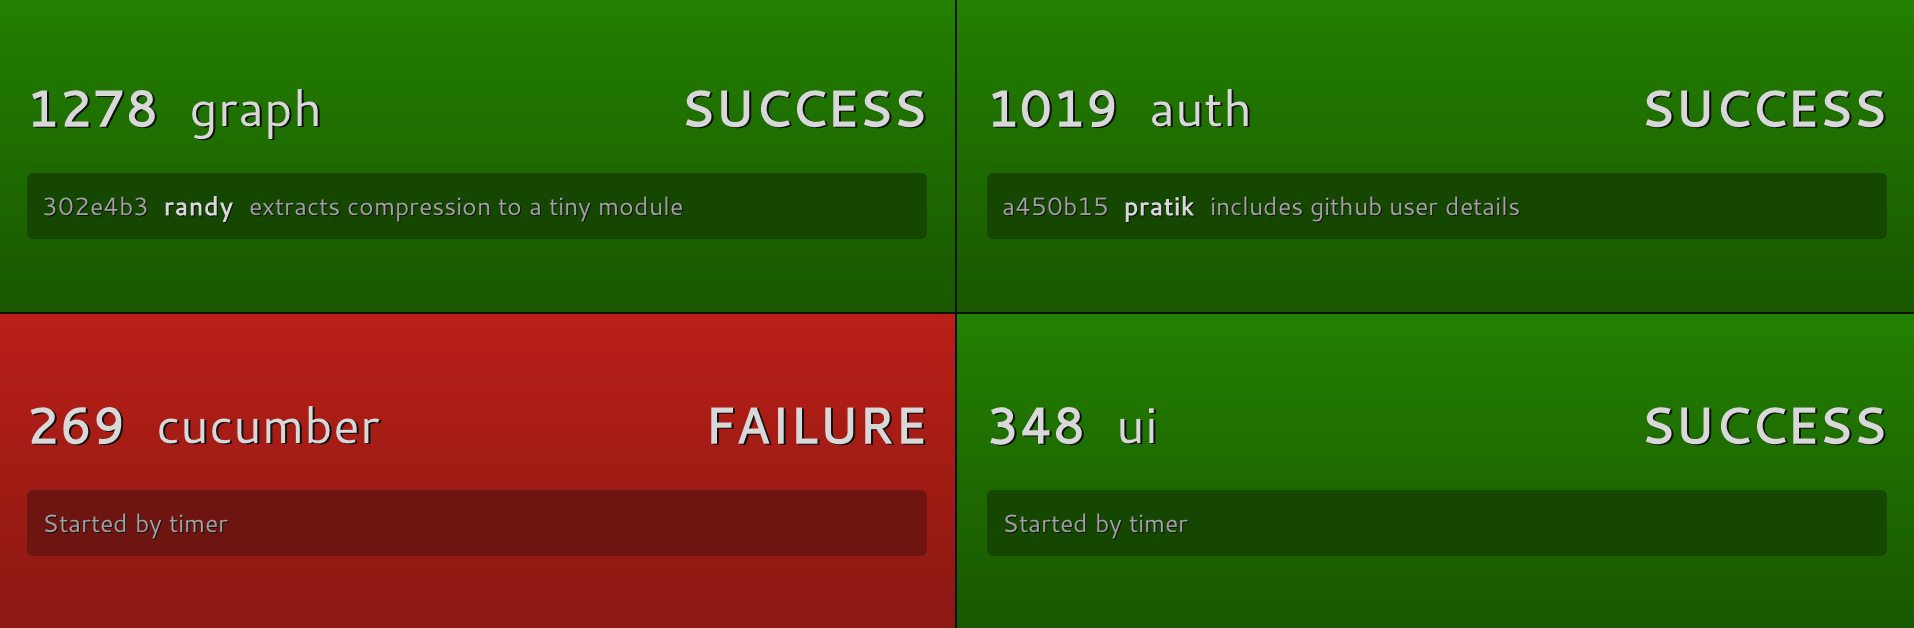 1278 graph SUCCESS
302e4b3 randy extracts compression to a tiny module
1019 auth SUCCESS
a450b15 pratik includes github user details
269 cucumber FAILURE
Started by timer
348 ui SUCCESS
Started by timer